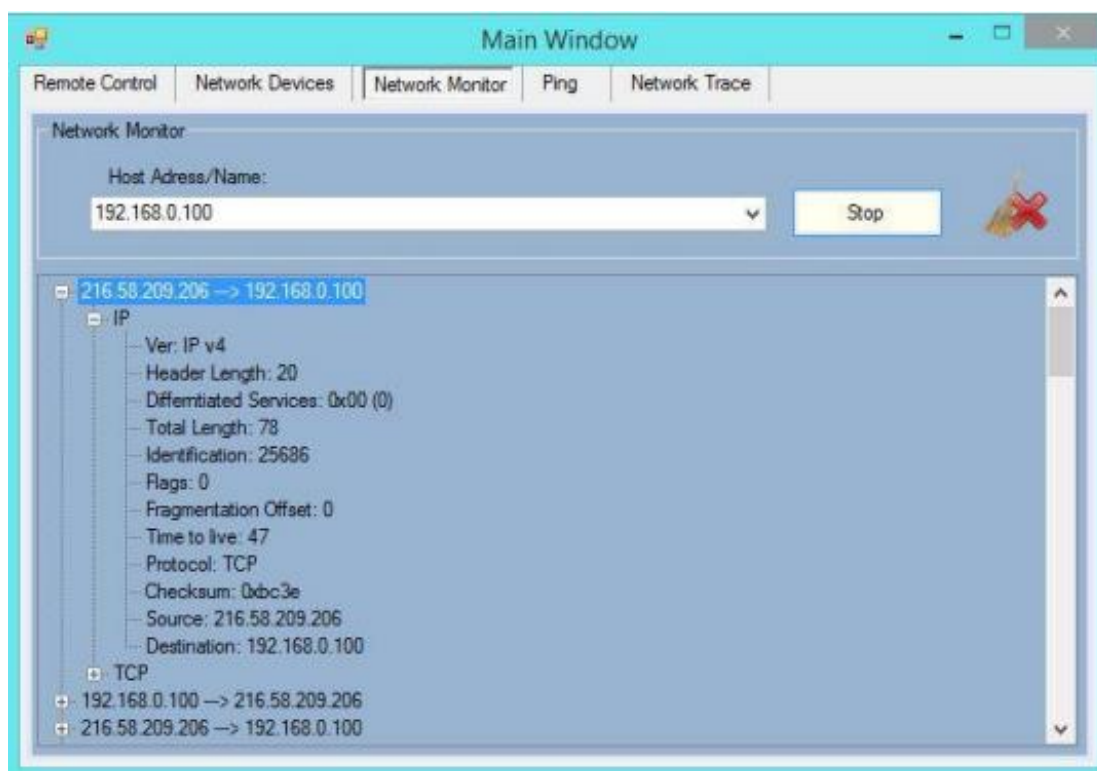 Main Window
Remote Control Network Devices Network Monitor Ping Network Trace
Network Monitor
Host Adress/Name:
192.168.0.100 Stop
216.58.209.206 --> 192.168.0.100
IP
Ver: IP v4
Header Length: 20
Differntiated Services: 0x00 (0)
Total Length: 78
Identification: 25686
Flags: 0
Fragmentation Offset: 0
Time to live: 47
Protocol: TCP
Checksum: 0xbc3e
Source: 216.58.209.206
Destination: 192.168.0.100
TCP
192.168.0.100 --> 216.58.209.206
216.58.209.206 --> 192.168.0.100